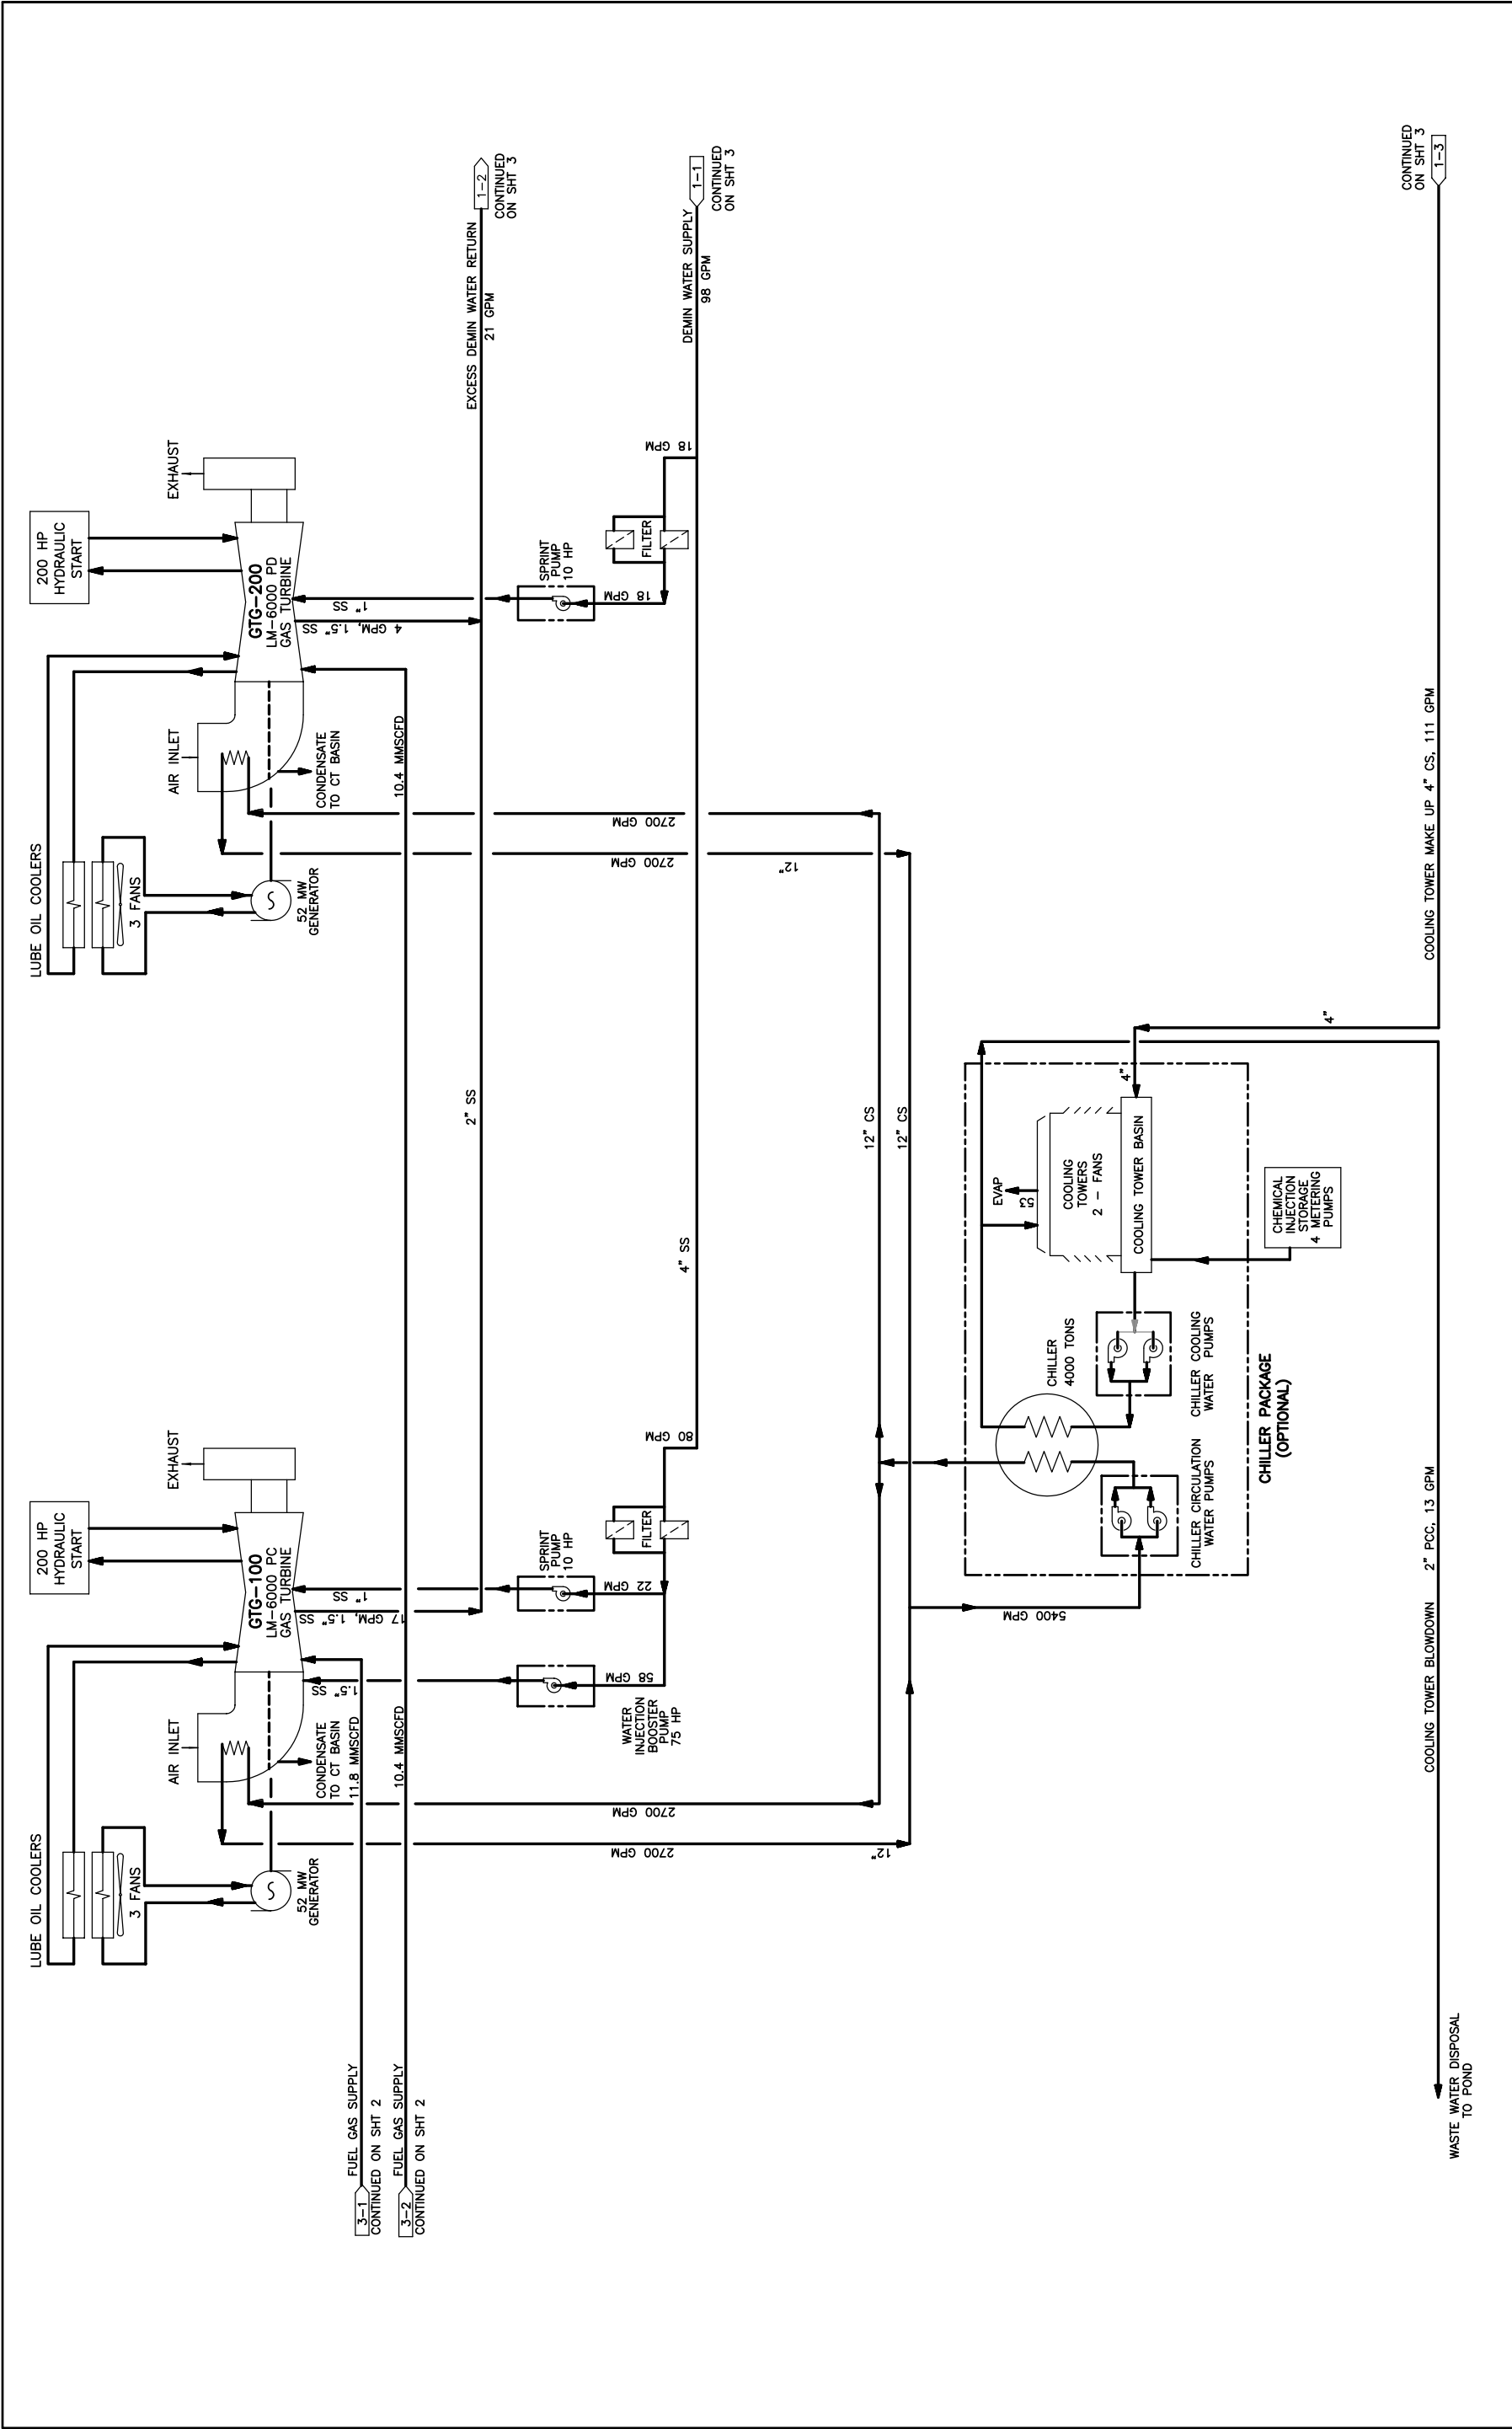 LUBE OIL COOLERS
3 FANS
52 MW
GENERATOR
AIR INLET
CONDENSATE
TO CT BASIN
200 HP
HYDRAULIC
START
GTG-100
LM-6000 PC
GAS TURBINE
EXHAUST
LUBE OIL COOLERS
3 FANS
52 MW
GENERATOR
AIR INLET
CONDENSATE
TO CT BASIN
200 HP
HYDRAULIC
START
GTG-200
LM-6000 PD
GAS TURBINE
EXHAUST
3-1
FUEL GAS SUPPLY
CONTINUED ON SHT 2
11.8 MMSCFD
3-2
FUEL GAS SUPPLY
CONTINUED ON SHT 2
10.4 MMSCFD
10.4 MMSCFD
1.5" SS
17 GPM, 1.5" SS
1" SS
4 GPM, 1.5" SS
1" SS
2" SS
EXCESS DEMIN WATER RETURN
21 GPM
1-2
CONTINUED
ON SHT 3
WATER
INJECTION
BOOSTER
PUMP
75 HP
58 GPM
SPRINT
PUMP
10 HP
22 GPM
FILTER
80 GPM
SPRINT
PUMP
10 HP
18 GPM
FILTER
18 GPM
4" SS
DEMIN WATER SUPPLY
98 GPM
1-1
CONTINUED
ON SHT 3
2700 GPM
2700 GPM
12"
2700 GPM
2700 GPM
12"
12" CS
12" CS
5400 GPM
CHILLER
4000 TONS
CHILLER CIRCULATION
WATER PUMPS
CHILLER COOLING
WATER PUMPS
EVAP
53
COOLING
TOWERS
2 - FANS
COOLING TOWER BASIN
4"
4"
CHEMICAL
INJECTION
STORAGE
4 METERING
PUMPS
CHILLER PACKAGE
(OPTIONAL)
WASTE WATER DISPOSAL
TO POND
COOLING TOWER BLOWDOWN 2" PCC, 13 GPM
COOLING TOWER MAKE UP 4" CS, 111 GPM
CONTINUED
ON SHT 3
1-3